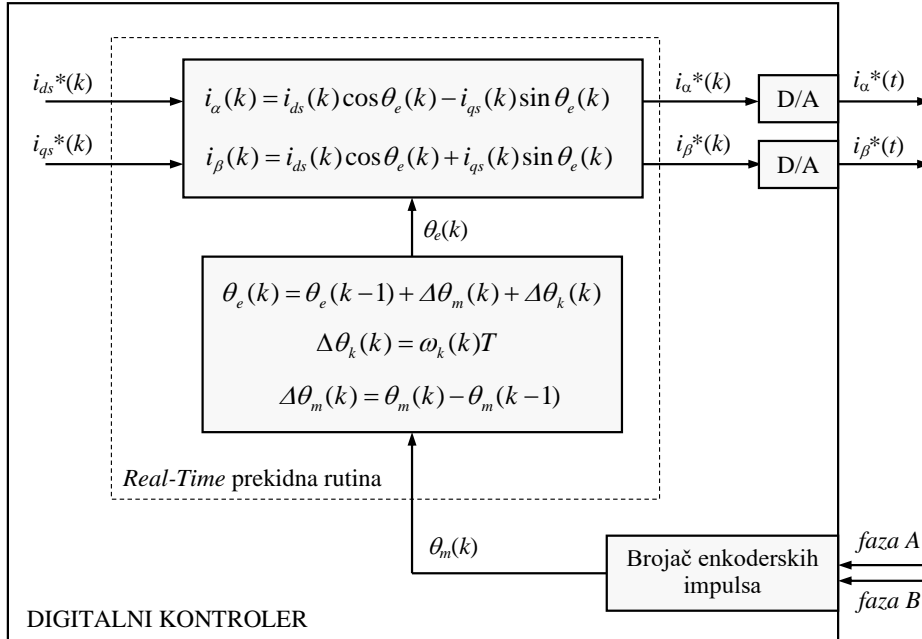 i_ds*(k)
i_qs*(k)
i_α(k) = i_ds(k) cos θ_e(k) − i_qs(k) sin θ_e(k)
i_β(k) = i_ds(k) cos θ_e(k) + i_qs(k) sin θ_e(k)
i_α*(k)
D/A
i_α*(t)
i_β*(k)
D/A
i_β*(t)
θ_e(k)
θ_e(k) = θ_e(k−1) + Δθ_m(k) + Δθ_k(k)
Δθ_k(k) = ω_k(k)T
Δθ_m(k) = θ_m(k) − θ_m(k−1)
Real-Time prekidna rutina
θ_m(k)
Brojač enkoderskih
impulsa
faza A
faza B
DIGITALNI KONTROLER